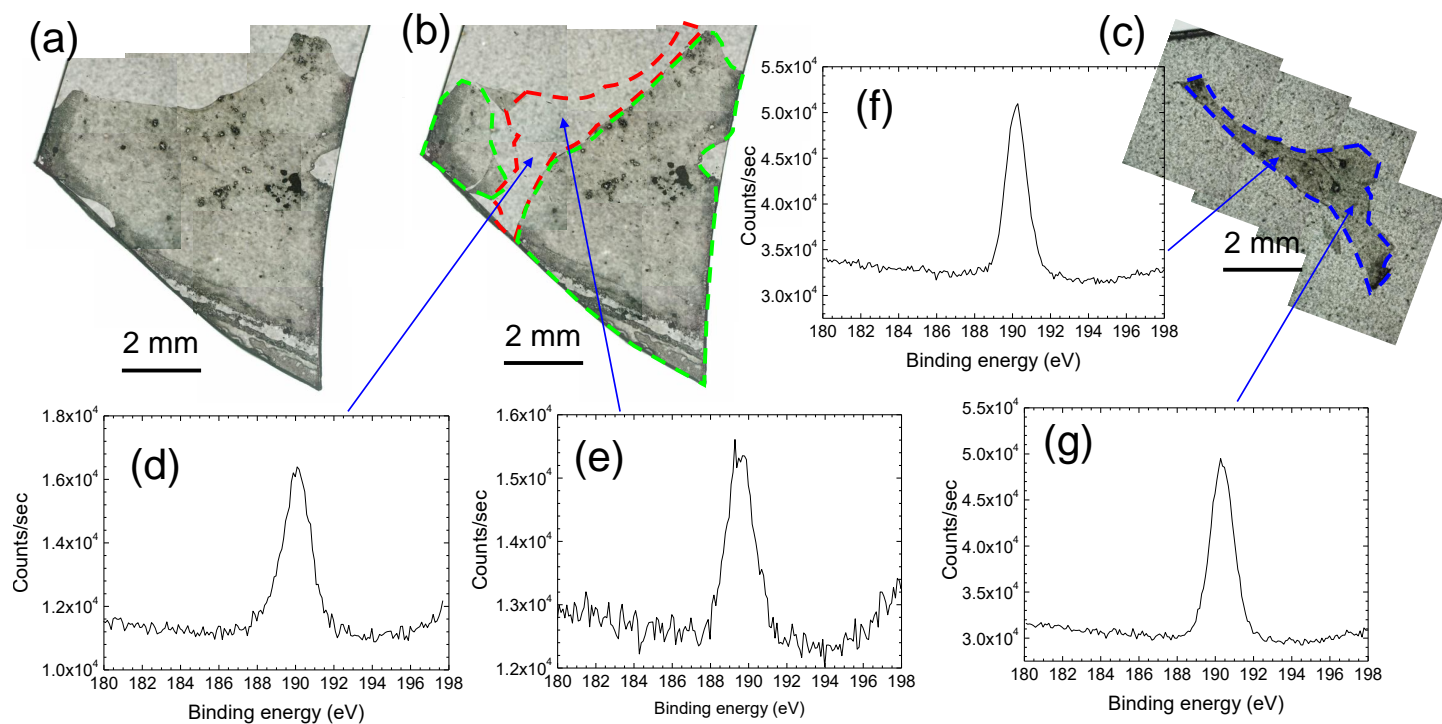 (a)
2 mm
(b)
(c)
2 mm
(f)
5.5x10⁴
5.0x10⁴
4.5x10⁴
4.0x10⁴
3.5x10⁴
3.0x10⁴
Counts/sec
180 182 184 186 188 190 192 194 196 198
Binding energy (eV)
2 mm
(d)
1.8x10⁴
1.6x10⁴
1.4x10⁴
1.2x10⁴
1.0x10⁴
Counts/sec
180 182 184 186 188 190 192 194 196 198
Binding energy (eV)
(e)
1.6x10⁴
1.5x10⁴
1.4x10⁴
1.3x10⁴
1.2x10⁴
Counts/sec
180 182 184 186 188 190 192 194 196 198
Binding energy (eV)
(g)
5.5x10⁴
5.0x10⁴
4.5x10⁴
4.0x10⁴
3.5x10⁴
3.0x10⁴
Counts/sec
180 182 184 186 188 190 192 194 196 198
Binding energy (eV)